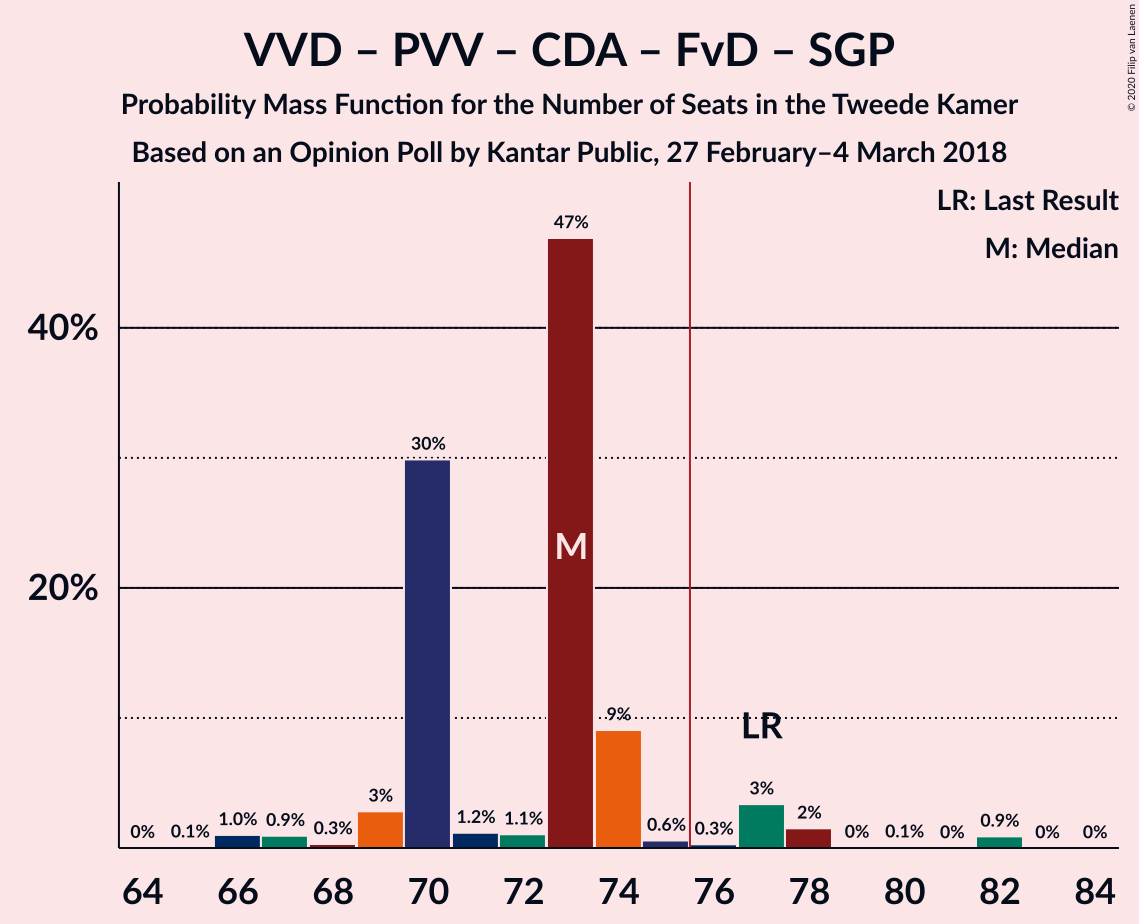 VVD – PVV – CDA – FvD – SGP
Probability Mass Function for the Number of Seats in the Tweede Kamer
Based on an Opinion Poll by Kantar Public, 27 February–4 March 2018
© 2020 Filip van Laenen
LR: Last Result
M: Median
40%
20%
0%
0.1%
1.0%
0.9%
0.3%
3%
30%
1.2%
1.1%
47%
M
9%
0.6%
0.3%
LR
3%
2%
0%
0.1%
0%
0.9%
0%
0%
64 66 68 70 72 74 76 78 80 82 84